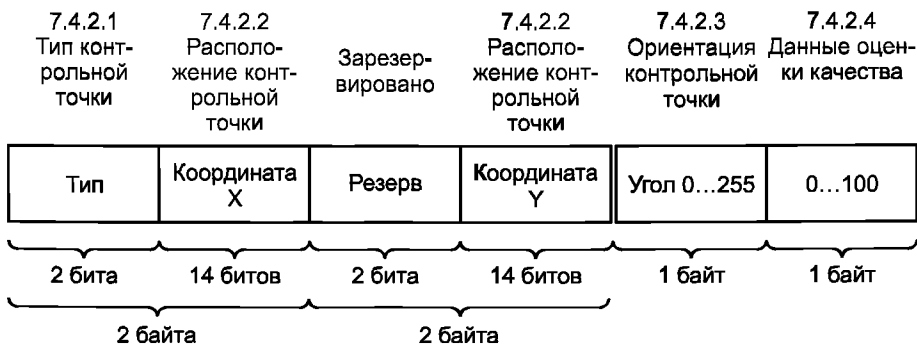 7.4.2.1 7.4.2.2 7.4.2.2 7.4.2.3 7.4.2.4
Тип конт- Располо- Зарезер- Располо- Ориентация Данные оцен-
рольной жение конт- вировано жение конт- контрольной ки качества
точки рольной рольной точки
точки точки
Тип Координата X Резерв Координата Y Угол 0...255 0...100
2 бита 14 битов 2 бита 14 битов 1 байт 1 байт
2 байта 2 байта